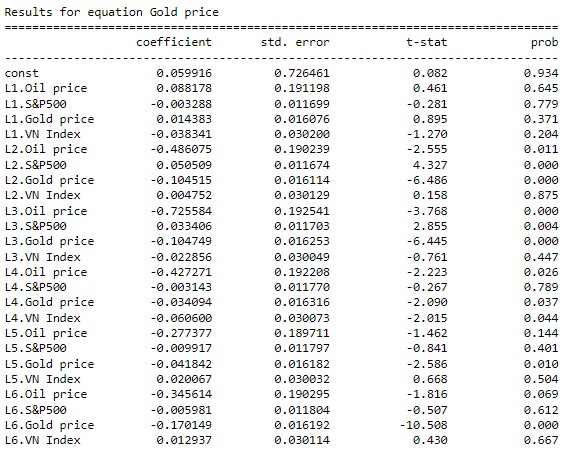 Results for equation Gold price
==============================================================================
                   coefficient       std. error           t-stat            prob
------------------------------------------------------------------------------
const                 0.059916         0.726461            0.082           0.934
L1.Oil price          0.088178         0.191198            0.461           0.645
L1.S&P500            -0.003288         0.011699           -0.281           0.779
L1.Gold price         0.014383         0.016076            0.895           0.371
L1.VN Index          -0.038341         0.030200           -1.270           0.204
L2.Oil price         -0.486075         0.190239           -2.555           0.011
L2.S&P500             0.050509         0.011674            4.327           0.000
L2.Gold price        -0.104515         0.016114           -6.486           0.000
L2.VN Index           0.004752         0.030129            0.158           0.875
L3.Oil price         -0.725584         0.192541           -3.768           0.000
L3.S&P500             0.033406         0.011703            2.855           0.004
L3.Gold price        -0.104749         0.016253           -6.445           0.000
L3.VN Index          -0.022856         0.030049           -0.761           0.447
L4.Oil price         -0.427271         0.192208           -2.223           0.026
L4.S&P500            -0.003143         0.011770           -0.267           0.789
L4.Gold price        -0.034094         0.016316           -2.090           0.037
L4.VN Index          -0.060600         0.030073           -2.015           0.044
L5.Oil price         -0.277377         0.189711           -1.462           0.144
L5.S&P500            -0.009917         0.011797           -0.841           0.401
L5.Gold price        -0.041842         0.016182           -2.586           0.010
L5.VN Index           0.020067         0.030032            0.668           0.504
L6.Oil price         -0.345614         0.190295           -1.816           0.069
L6.S&P500            -0.005981         0.011804           -0.507           0.612
L6.Gold price        -0.170149         0.016192          -10.508           0.000
L6.VN Index           0.012937         0.030114            0.430           0.667